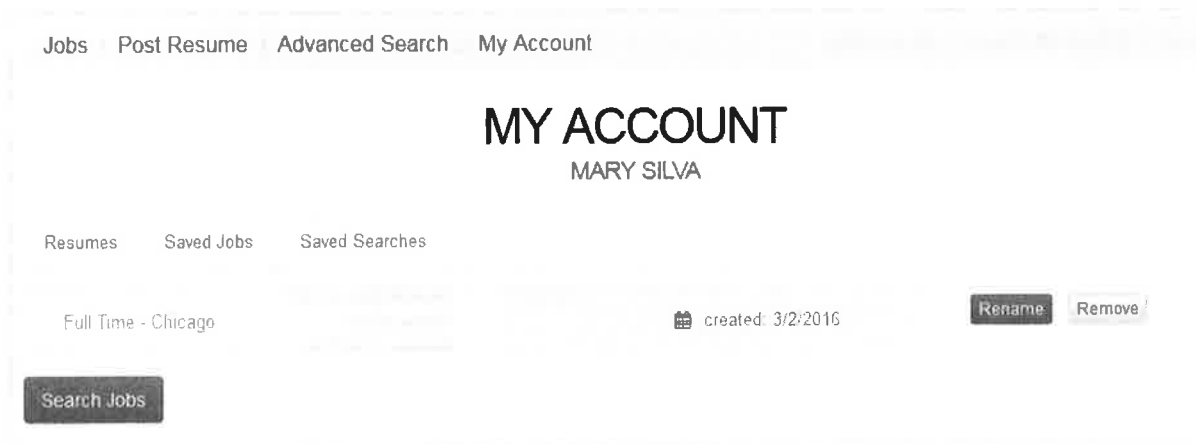 Jobs Post Resume Advanced Search My Account
MY ACCOUNT
MARY SILVA
Resumes Saved Jobs Saved Searches
Full Time - Chicago created: 3/2/2016 Rename Remove
Search Jobs